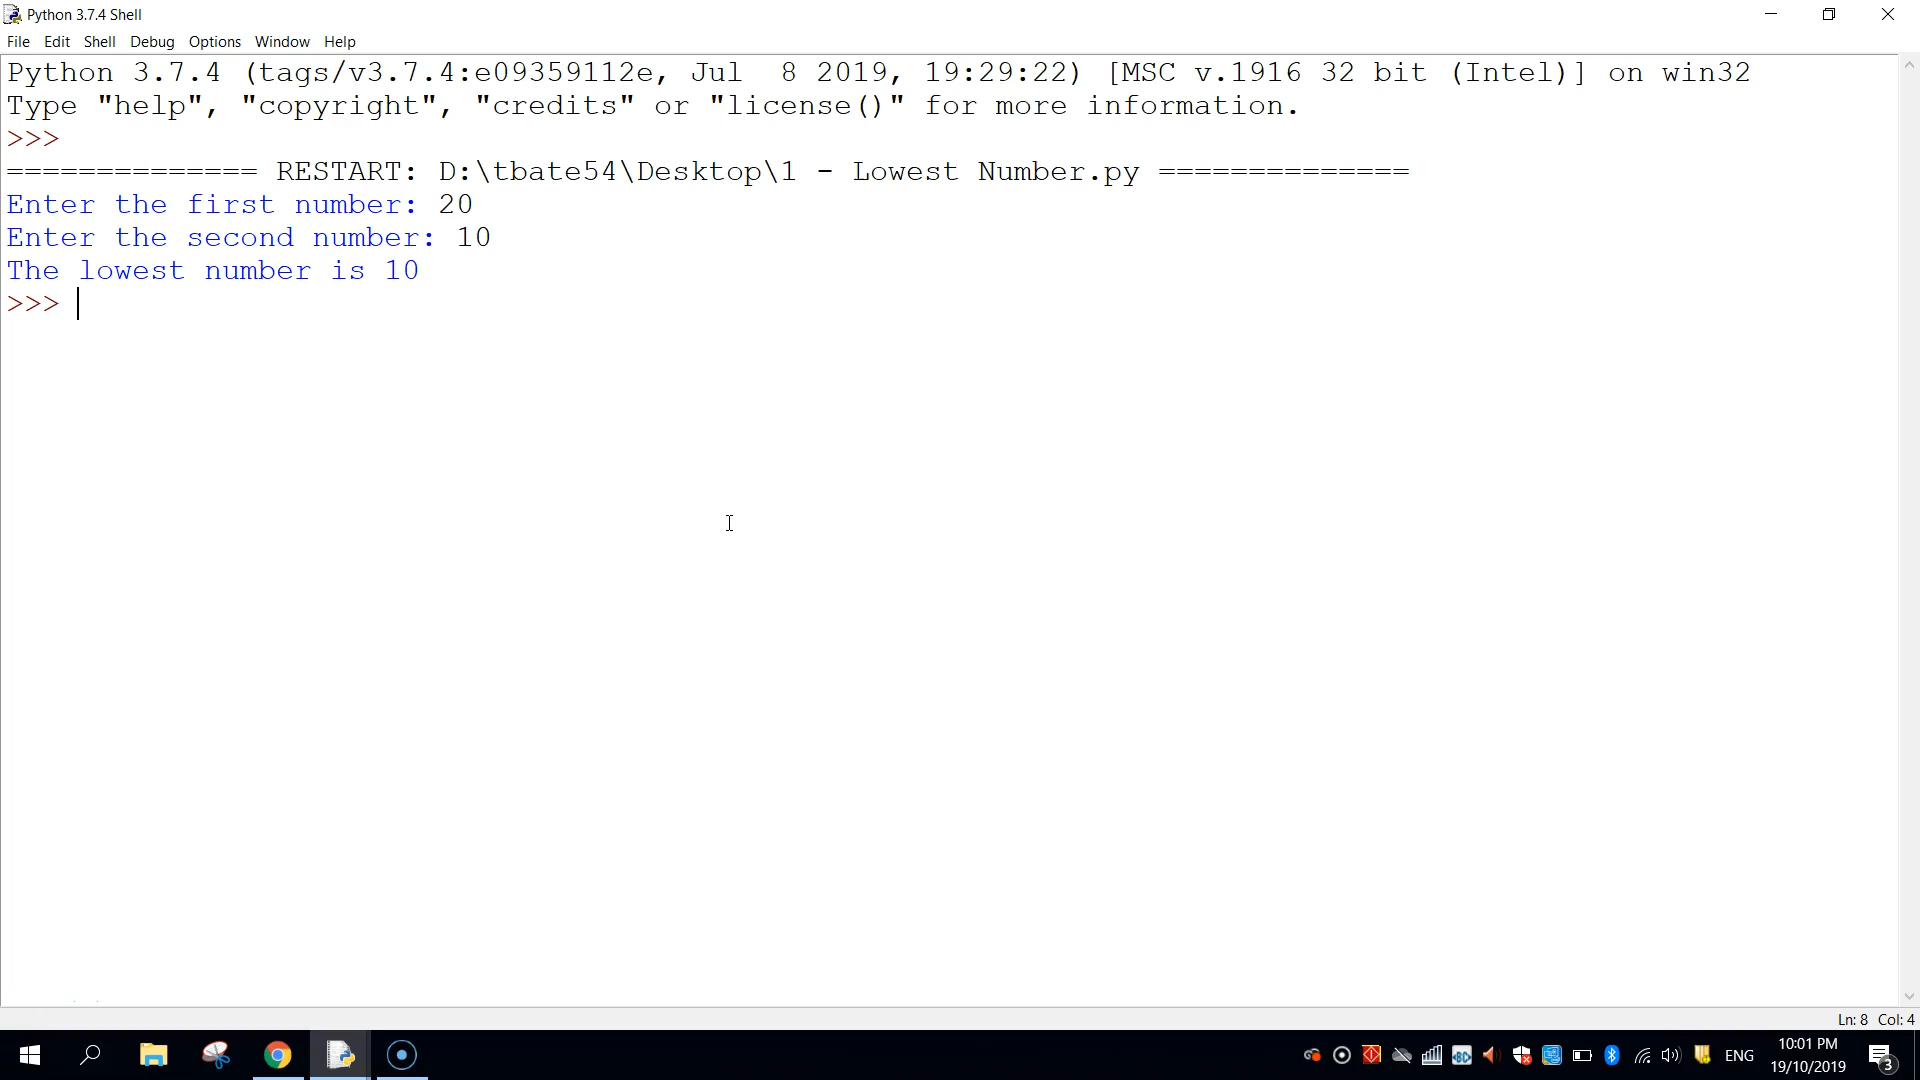 Python 3.7.4 Shell
File Edit Shell Debug Options Window Help
Python 3.7.4 (tags/v3.7.4:e09359112e, Jul  8 2019, 19:29:22) [MSC v.1916 32 bit (Intel)] on win32
Type "help", "copyright", "credits" or "license()" for more information.
>>>
============== RESTART: D:\tbate54\Desktop\1 - Lowest Number.py ==============
Enter the first number: 20
Enter the second number: 10
The lowest number is 10
>>>
Ln: 8 Col: 4
ENG
10:01 PM
19/10/2019
3